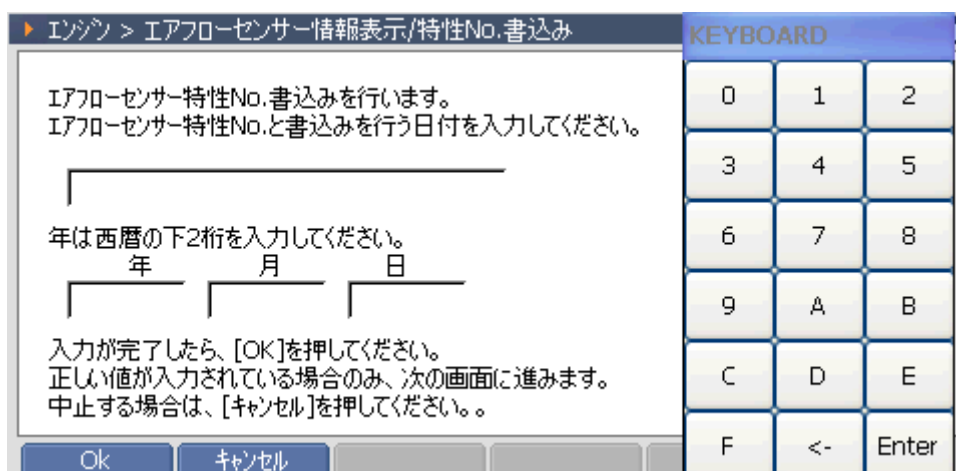 エンジン > エアフローセンサー情報表示/特性No.書込み
KEYBOARD
エアフローセンサー特性No.書込みを行います。
エアフローセンサー特性No.と書込みを行う日付を入力してください。
年は西暦の下2桁を入力してください。
年 月 日
入力が完了したら、[OK]を押してください。
正しい値が入力されている場合のみ、次の画面に進みます。
中止する場合は、[キャンセル]を押してください。。
Ok キャンセル
0 1 2
3 4 5
6 7 8
9 A B
C D E
F <- Enter